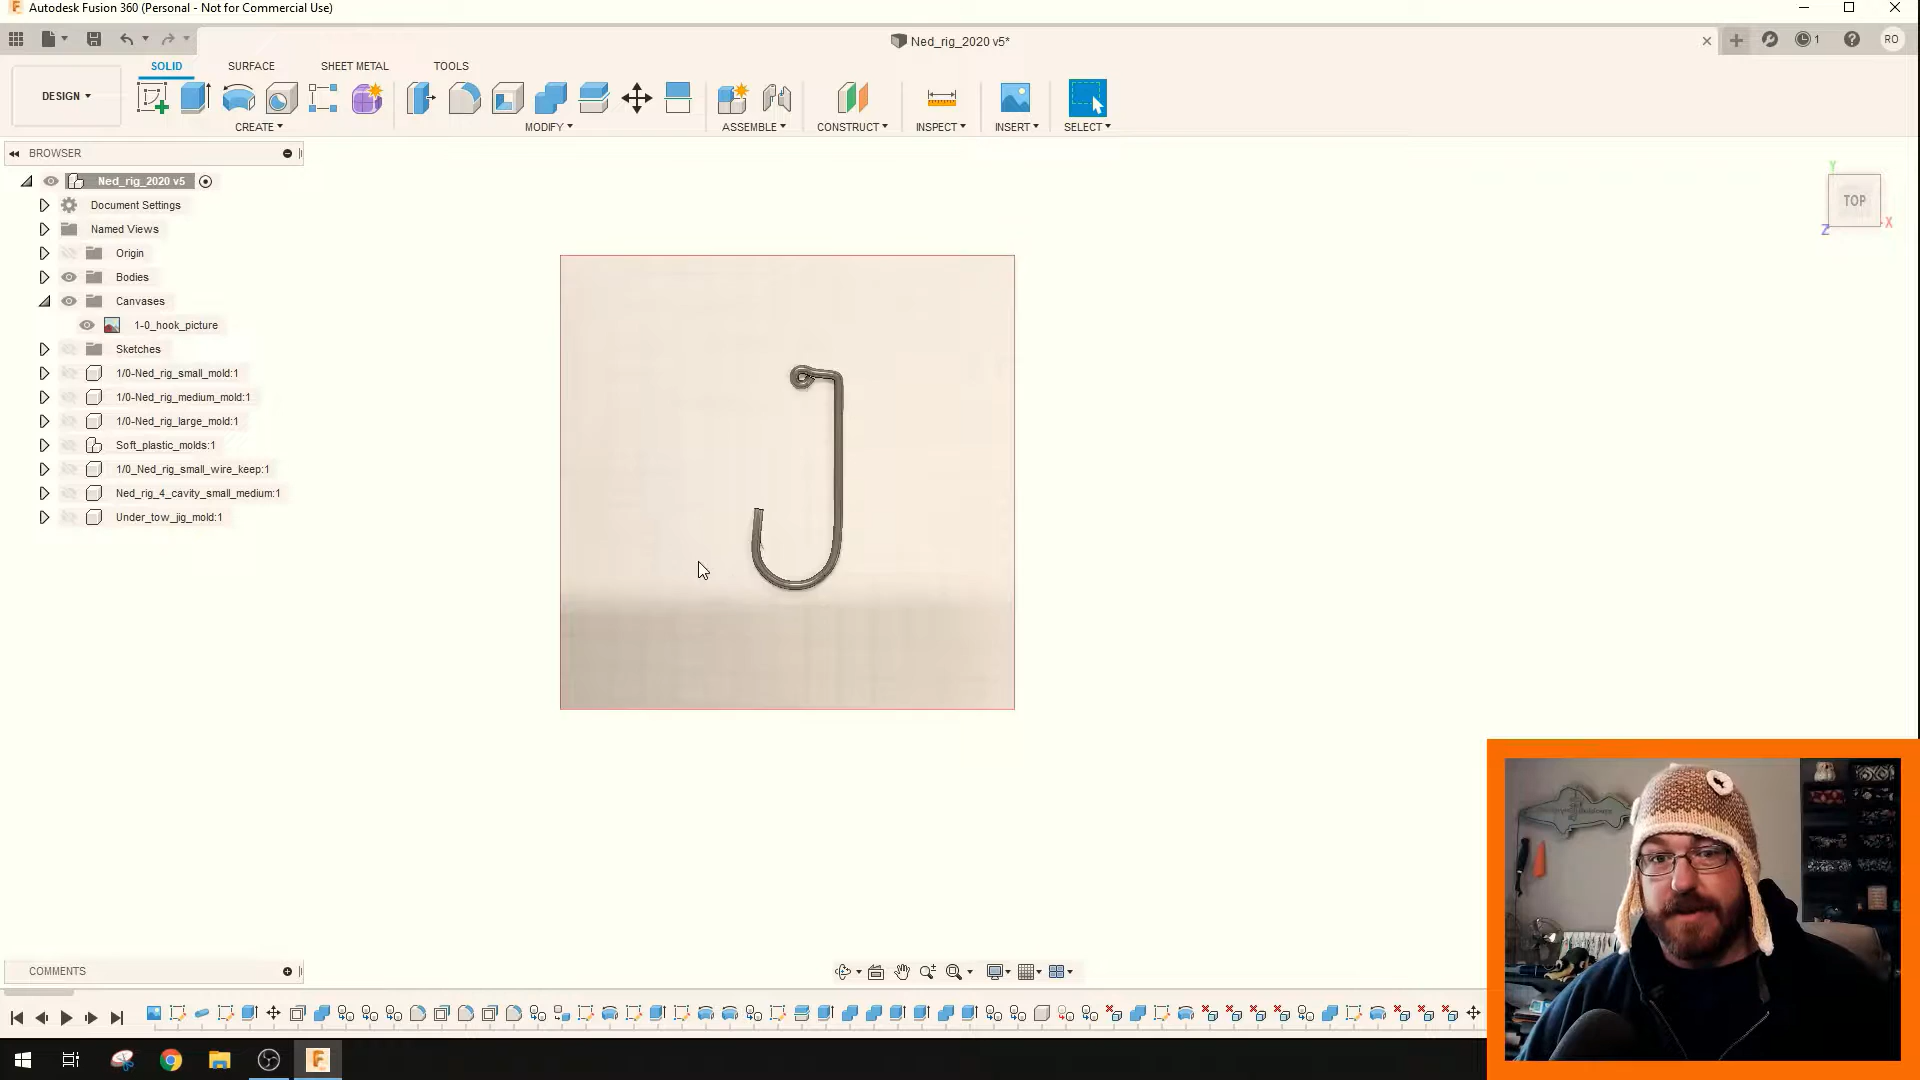 Autodesk Fusion 360 (Personal - Not for Commercial Use)
Ned_rig_2020 v5*
1
RO
DESIGN
SOLID
SURFACE
SHEET METAL
TOOLS
CREATE
MODIFY
ASSEMBLE
CONSTRUCT
INSPECT
INSERT
SELECT
BROWSER
Ned_rig_2020 v5
Document Settings
Named Views
Origin
Bodies
Canvases
1-0_hook_picture
Sketches
1/0-Ned_rig_small_mold:1
1/0-Ned_rig_medium_mold:1
1/0-Ned_rig_large_mold:1
Soft_plastic_molds:1
1/0_Ned_rig_small_wire_keep:1
Ned_rig_4_cavity_small_medium:1
Under_tow_jig_mold:1
Y
TOP
X
Z
COMMENTS